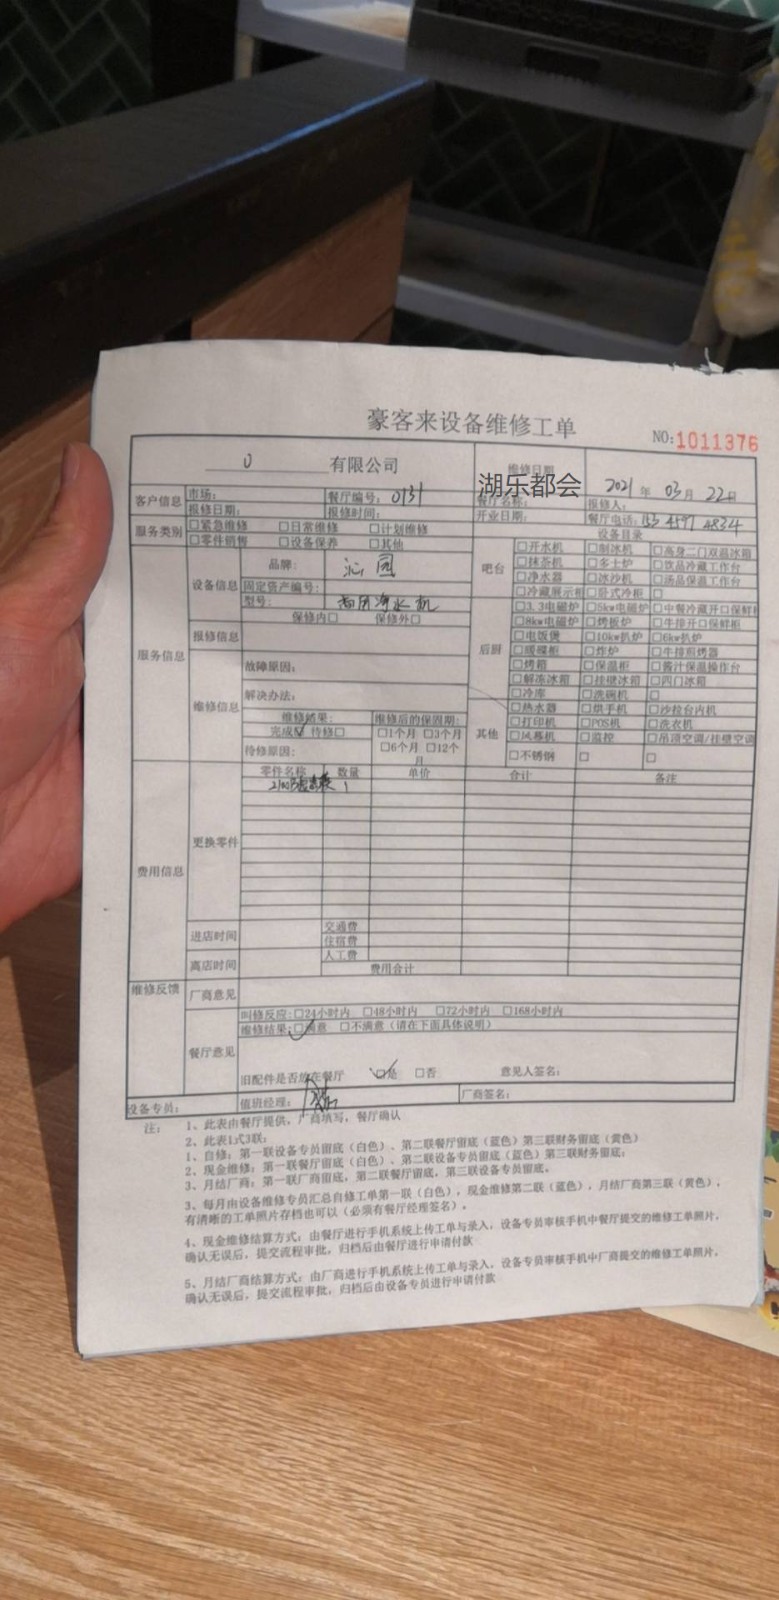 豪客来设备维修工单
NO:1011376
0 有限公司
维修日期
2021年03月22日
湖乐都会
客户信息 市场: 餐厅编号: 0131 餐厅名称: 报修人:
报修日期: 报修时间: 开业日期: 餐厅电话:
服务类别 □紧急维修 □日常维修 □计划维修
□零件销售 □设备保养 □其他
设备目录
服务信息
设备信息
品牌: 沁园
固定资产编号:
型号: 商用净水机
保修内□ 保修外□
报修信息
维修信息
故障原因:
解决办法:
维修结果: 维修后的保固期:
完成□ 待修□ □1个月 □3个月
待修原因: □6个月 □12个月
吧台
□开水机 □制冰机 □高身二门双温冰箱
□抹茶机 □多士炉 □饮品冷藏工作台
□净水器 □冰沙机 □汤品保温工作台
□冷藏展示柜 □卧式冷柜 □
后厨
□3.3电磁炉 □5kw电磁炉 □中餐冷藏开口保鲜柜
□8kw电磁炉 □烤板炉 □牛排开口保鲜柜
□电饭煲 □10kw扒炉 □6kw扒炉
□暖碟柜 □炸炉 □牛排煎烤器
□烤箱 □保温柜 □酱汁保温操作台
□解冻冰箱 □挂壁冰箱 □四门冰箱
□冷库 □洗碗机 □
其他
□热水器 □烘手机 □沙拉台内机
□打印机 □POS机 □洗衣机
□风幕机 □监控 □吊顶空调/挂壁空调
□不锈钢 □ □
费用信息
更换零件
零件名称 数量 单价 合计 备注
1
进店时间 交通费
住宿费
离店时间 人工费
费用合计
维修反馈
厂商意见
餐厅意见
叫修反应:□24小时内 □48小时内 □72小时内 □168小时内
维修结果:□满意 □不满意(请在下面具体说明)
旧配件是否放在餐厅 □是 □否 意见人签名:
设备专员: 值班经理: 厂商签名:
注: 1、此表由餐厅提供,厂商填写,餐厅确认
2、此表1式3联:
1、自修:第一联设备专员留底(白色)、第二联餐厅留底(蓝色)第三联财务留底(黄色)
2、现金维修:第一联餐厅留底(白色)、第二联设备专员留底(蓝色)第三联财务留底;
3、月结厂商:第一联厂商留底,第二联餐厅留底,第三联设备专员留底。
3、每月由设备维修专员汇总自修工单第一联(白色),现金维修第二联(蓝色),月结厂商第三联(黄色),
有清晰的工单照片存档也可以(必须有餐厅经理签名)。
4、现金维修结算方式:由餐厅进行手机系统上传工单与录入,设备专员审核手机中餐厅提交的维修工单照片,
确认无误后,提交流程审批,归档后由餐厅进行申请付款
5、月结厂商结算方式:由厂商进行手机系统上传工单与录入,设备专员审核手机中厂商提交的维修工单照片,
确认无误后,提交流程审批,归档后由设备专员进行申请付款